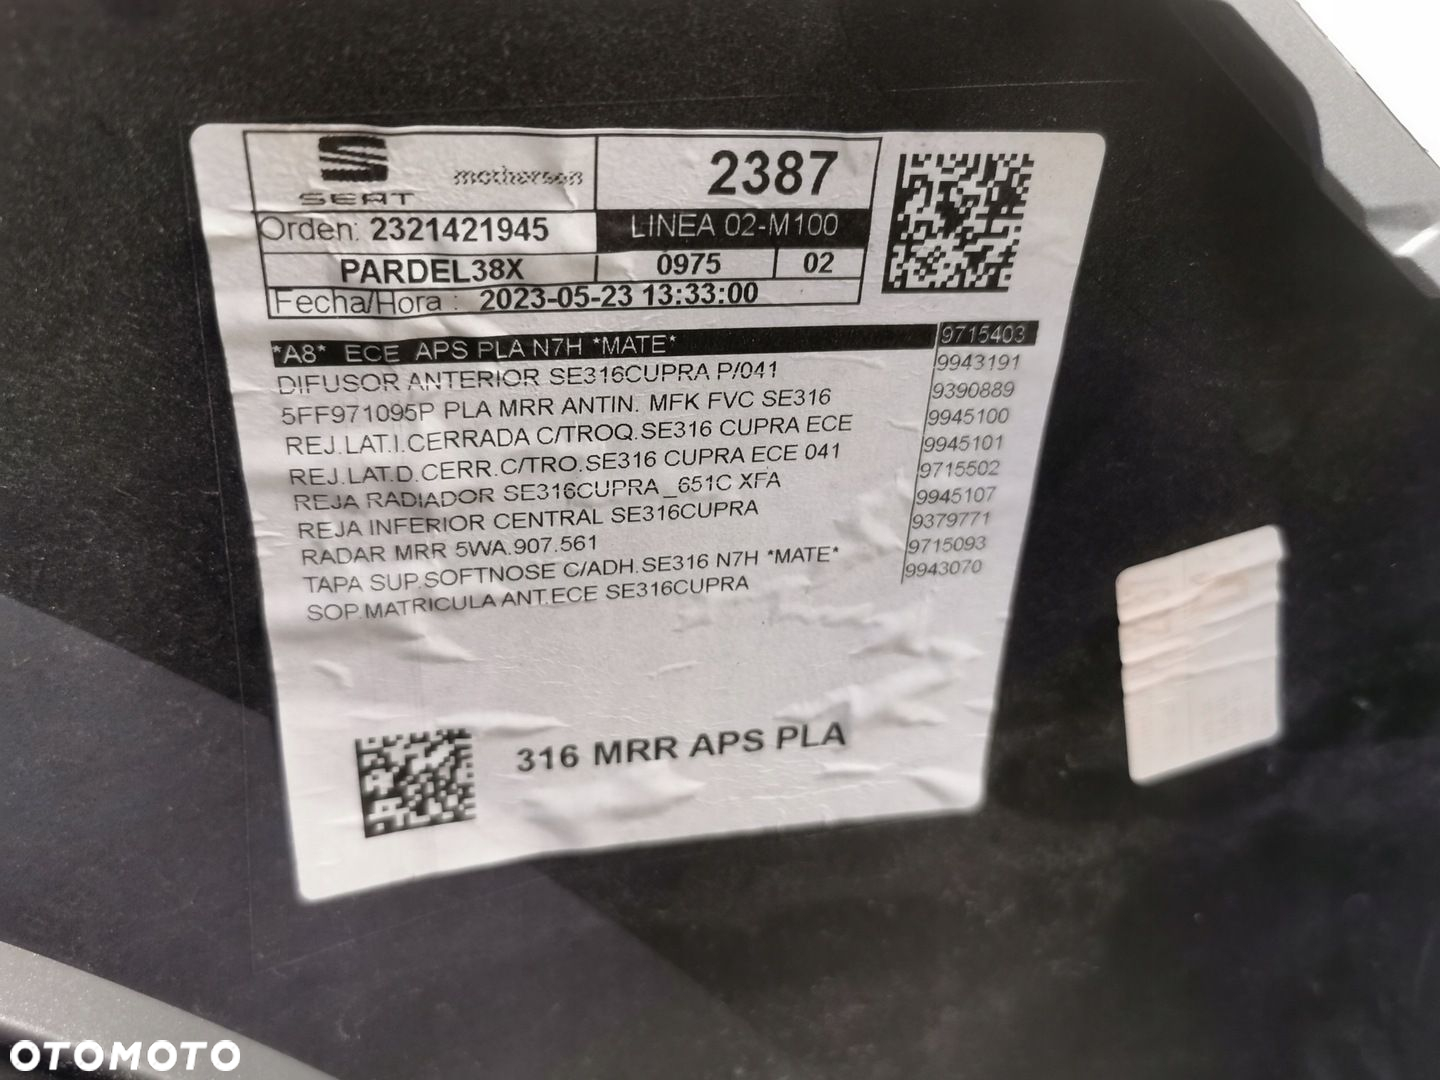 SEAT
motherson
2387
Orden: 2321421945
LINEA 02-M100
PARDEL38X
0975
02
Fecha/Hora : 2023-05-23 13:33:00
*A8* ECE APS PLA N7H *MATE* 9715403
DIFUSOR ANTERIOR SE316CUPRA P/041 9943191
5FF971095P PLA MRR ANTIN. MFK FVC SE316 9390889
REJ.LAT.I.CERRADA C/TROQ.SE316 CUPRA ECE 9945100
REJ.LAT.D.CERR.C/TRO.SE316 CUPRA ECE 041 9945101
REJA RADIADOR SE316CUPRA_651C XFA 9715502
REJA INFERIOR CENTRAL SE316CUPRA 9945107
RADAR MRR 5WA.907.561 9379771
TAPA SUP.SOFTNOSE C/ADH.SE316 N7H *MATE* 9715093
SOP.MATRICULA ANT.ECE SE316CUPRA 9943070
316 MRR APS PLA
OTOMOTO